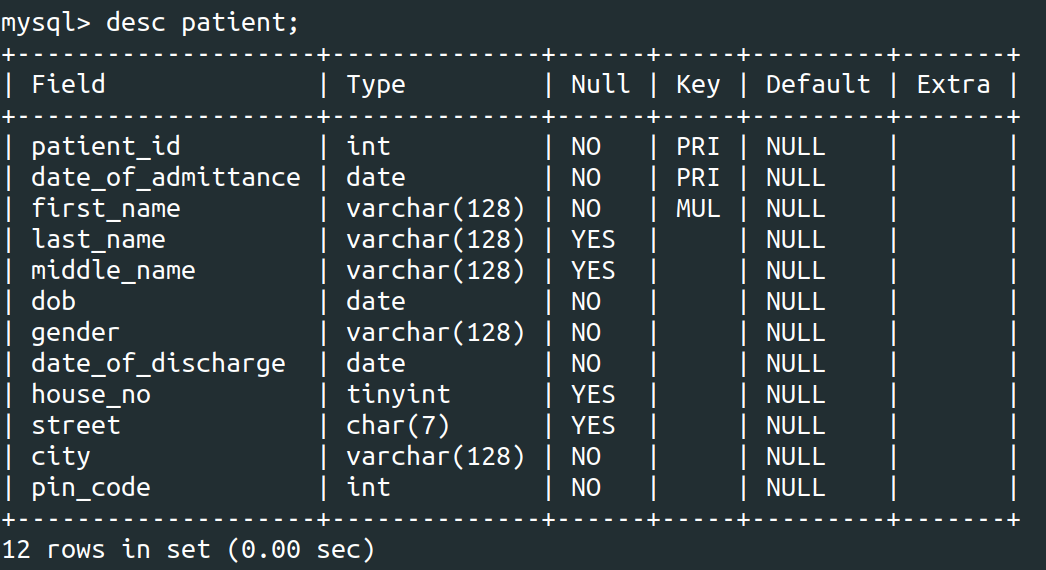 mysql> desc patient;
+--------------------+--------------+------+-----+---------+-------+
| Field              | Type         | Null | Key | Default | Extra |
+--------------------+--------------+------+-----+---------+-------+
| patient_id         | int          | NO   | PRI | NULL    |       |
| date_of_admittance | date         | NO   | PRI | NULL    |       |
| first_name         | varchar(128) | NO   | MUL | NULL    |       |
| last_name          | varchar(128) | YES  |     | NULL    |       |
| middle_name        | varchar(128) | YES  |     | NULL    |       |
| dob                | date         | NO   |     | NULL    |       |
| gender             | varchar(128) | NO   |     | NULL    |       |
| date_of_discharge  | date         | NO   |     | NULL    |       |
| house_no           | tinyint      | YES  |     | NULL    |       |
| street             | char(7)      | YES  |     | NULL    |       |
| city               | varchar(128) | NO   |     | NULL    |       |
| pin_code           | int          | NO   |     | NULL    |       |
+--------------------+--------------+------+-----+---------+-------+
12 rows in set (0.00 sec)